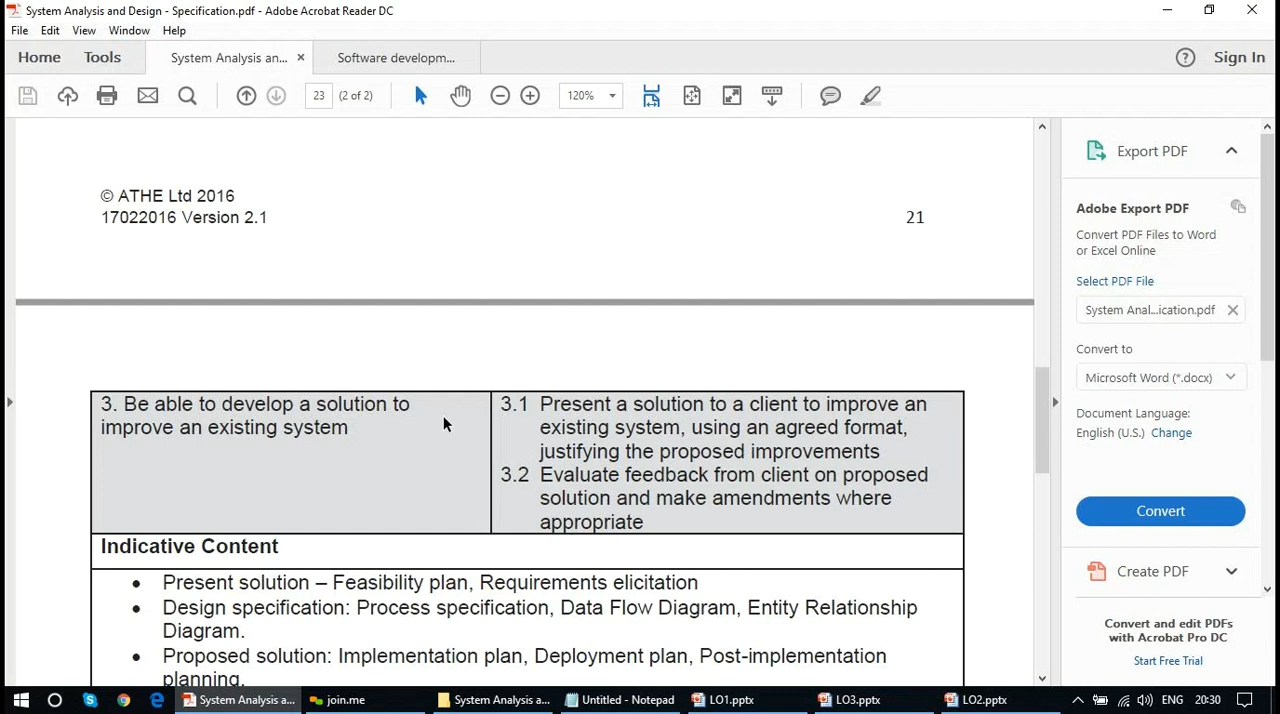 System Analysis and Design - Specification.pdf - Adobe Acrobat Reader DC
File Edit View Window Help
Home Tools System Analysis an... × Software developm... Sign In
23 (2 of 2) 120%
© ATHE Ltd 2016
17022016 Version 2.1 21
3. Be able to develop a solution to
improve an existing system
3.1 Present a solution to a client to improve an
existing system, using an agreed format,
justifying the proposed improvements
3.2 Evaluate feedback from client on proposed
solution and make amendments where
appropriate
Indicative Content
• Present solution – Feasibility plan, Requirements elicitation
• Design specification: Process specification, Data Flow Diagram, Entity Relationship
Diagram.
• Proposed solution: Implementation plan, Deployment plan, Post-implementation
planning.
Export PDF
Adobe Export PDF
Convert PDF Files to Word
or Excel Online
Select PDF File
System Anal...ication.pdf
Convert to
Microsoft Word (*.docx)
Document Language:
English (U.S.) Change
Convert
Create PDF
Convert and edit PDFs
with Acrobat Pro DC
Start Free Trial
System Analysis a... join.me System Analysis a... Untitled - Notepad LO1.pptx LO3.pptx LO2.pptx ENG 20:30